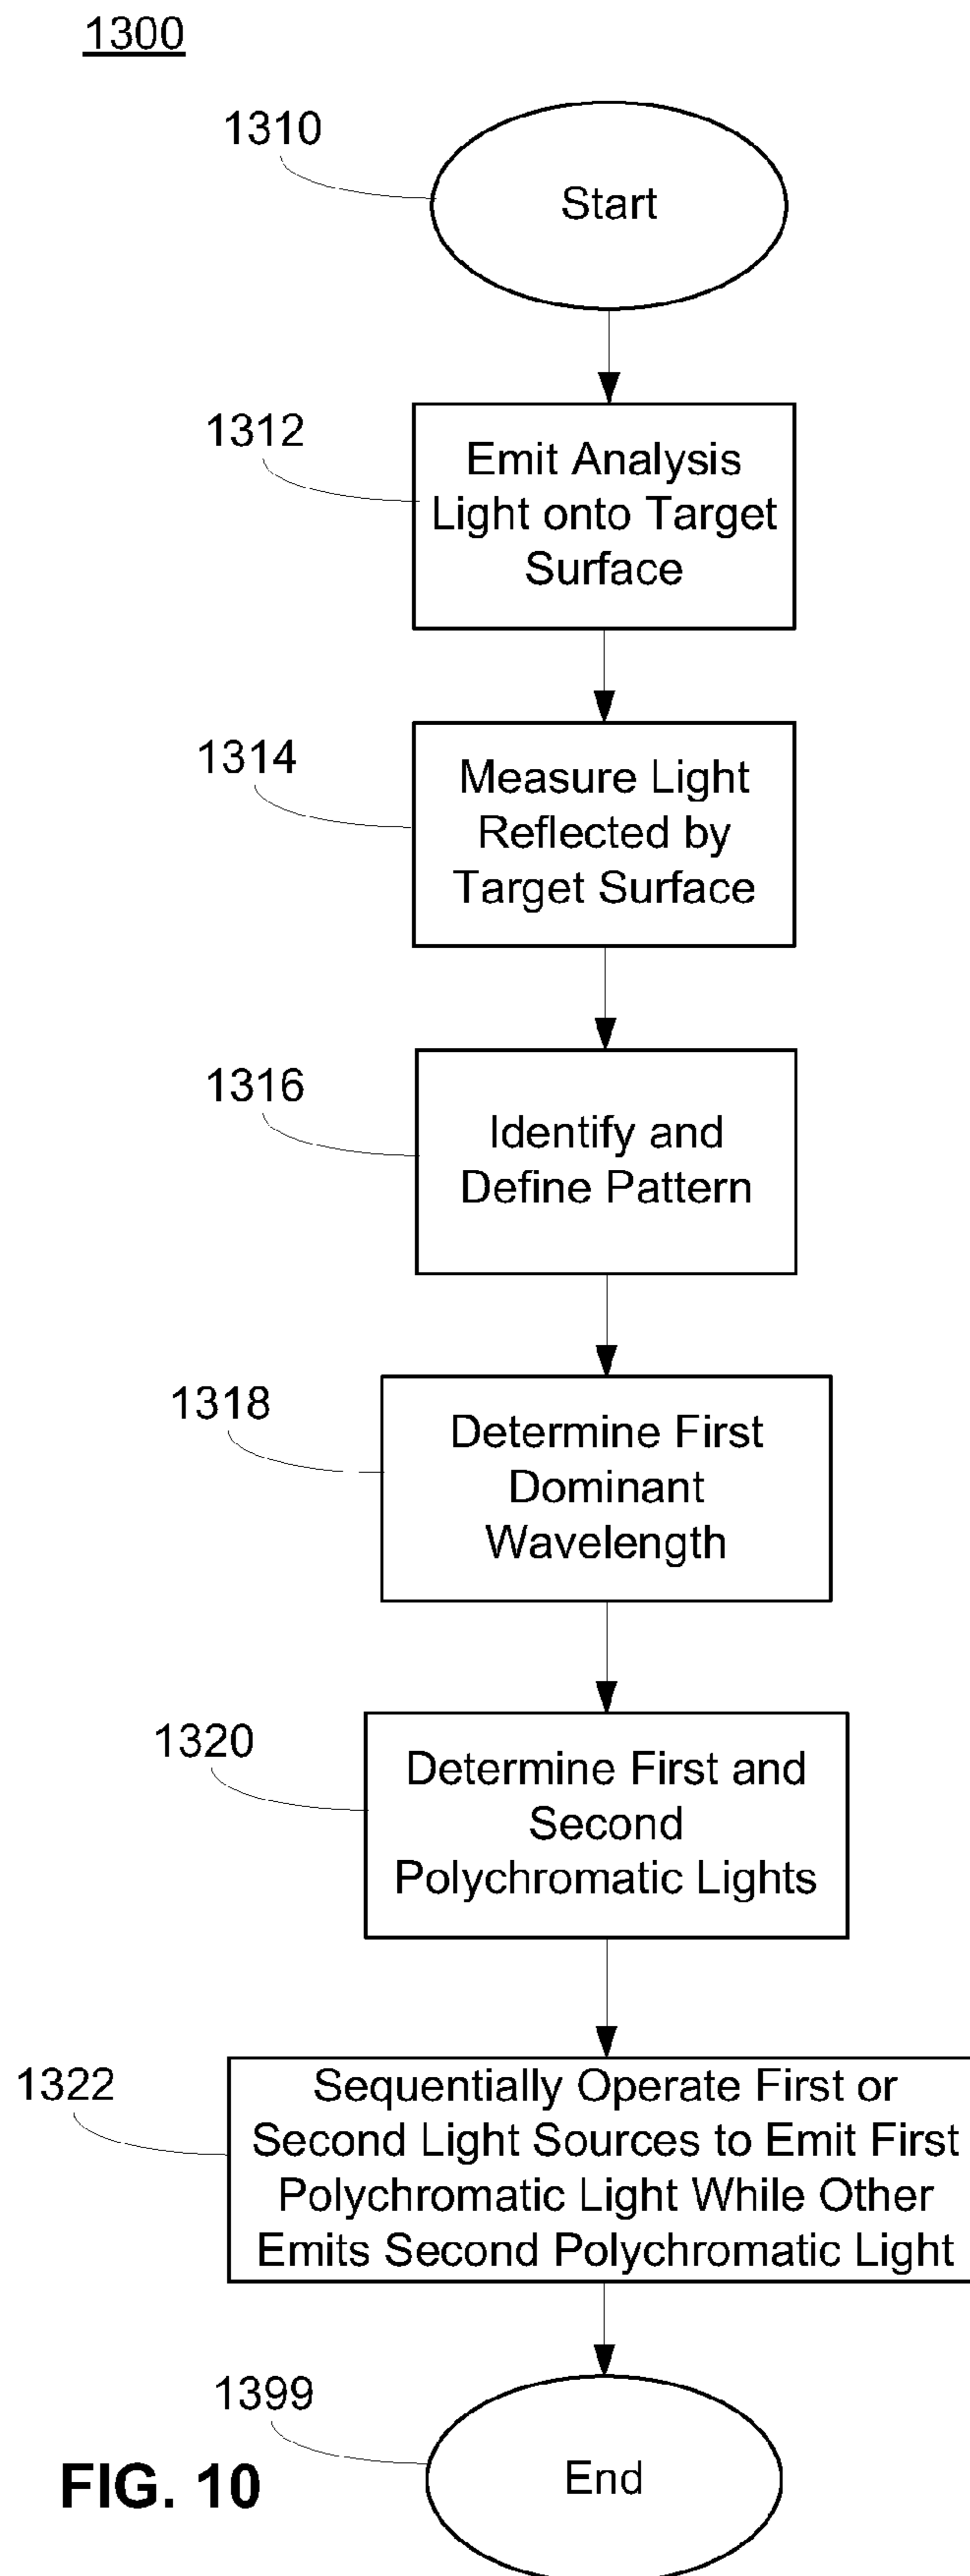 1300
1310
Start
1312
Emit Analysis
Light onto Target
Surface
1314
Measure Light
Reflected by
Target Surface
1316
Identify and
Define Pattern
1318
Determine First
Dominant
Wavelength
1320
Determine First and
Second
Polychromatic Lights
1322
Sequentially Operate First or
Second Light Sources to Emit First
Polychromatic Light While Other
Emits Second Polychromatic Light
1399
End
FIG. 10